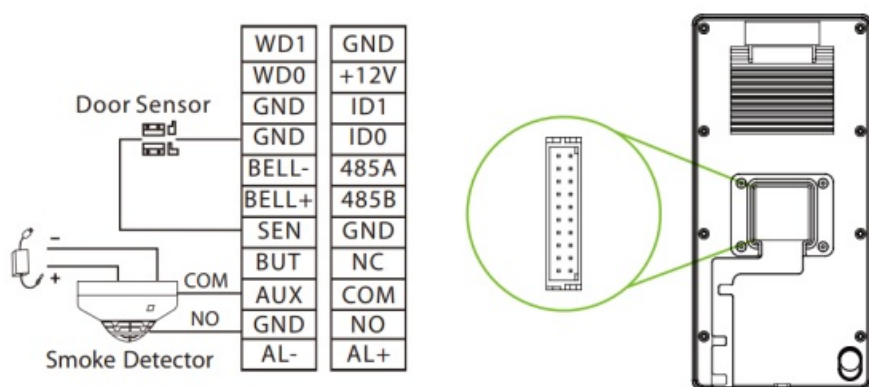 WD1 GND
WD0 +12V
Door Sensor GND ID1
GND ID0
BELL- 485A
BELL+ 485B
SEN GND
− BUT NC
+ COM AUX COM
NO GND NO
Smoke Detector AL- AL+